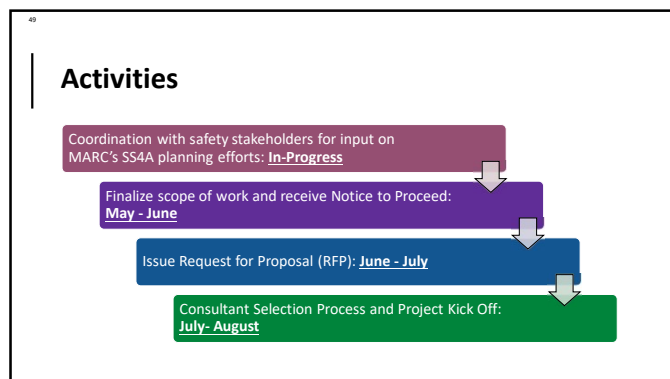 49
Activities
Coordination with safety stakeholders for input on
MARC's SS4A planning efforts: In-Progress
Finalize scope of work and receive Notice to Proceed:
May - June
Issue Request for Proposal (RFP): June - July
Consultant Selection Process and Project Kick Off:
July- August